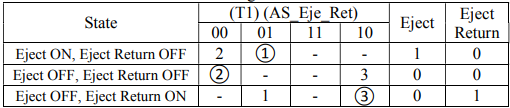 State (T1) (AS_Eje_Ret) Eject Eject Return
00 01 11 10
Eject ON, Eject Return OFF 2 ① - - 1 0
Eject OFF, Eject Return OFF ② - - 3 0 0
Eject OFF, Eject Return ON - 1 - ③ 0 1